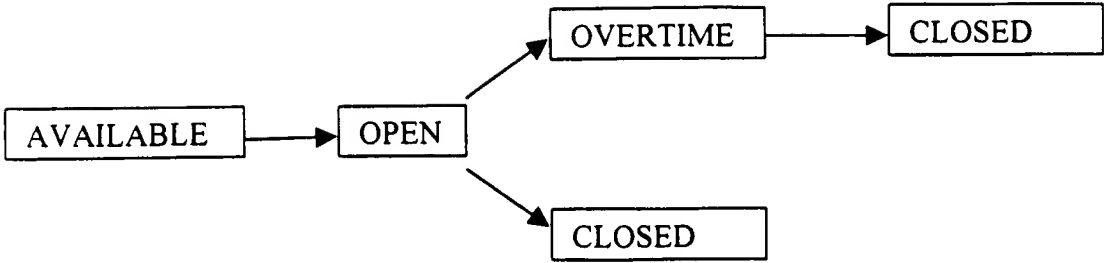 OVERTIME
CLOSED
AVAILABLE
OPEN
CLOSED